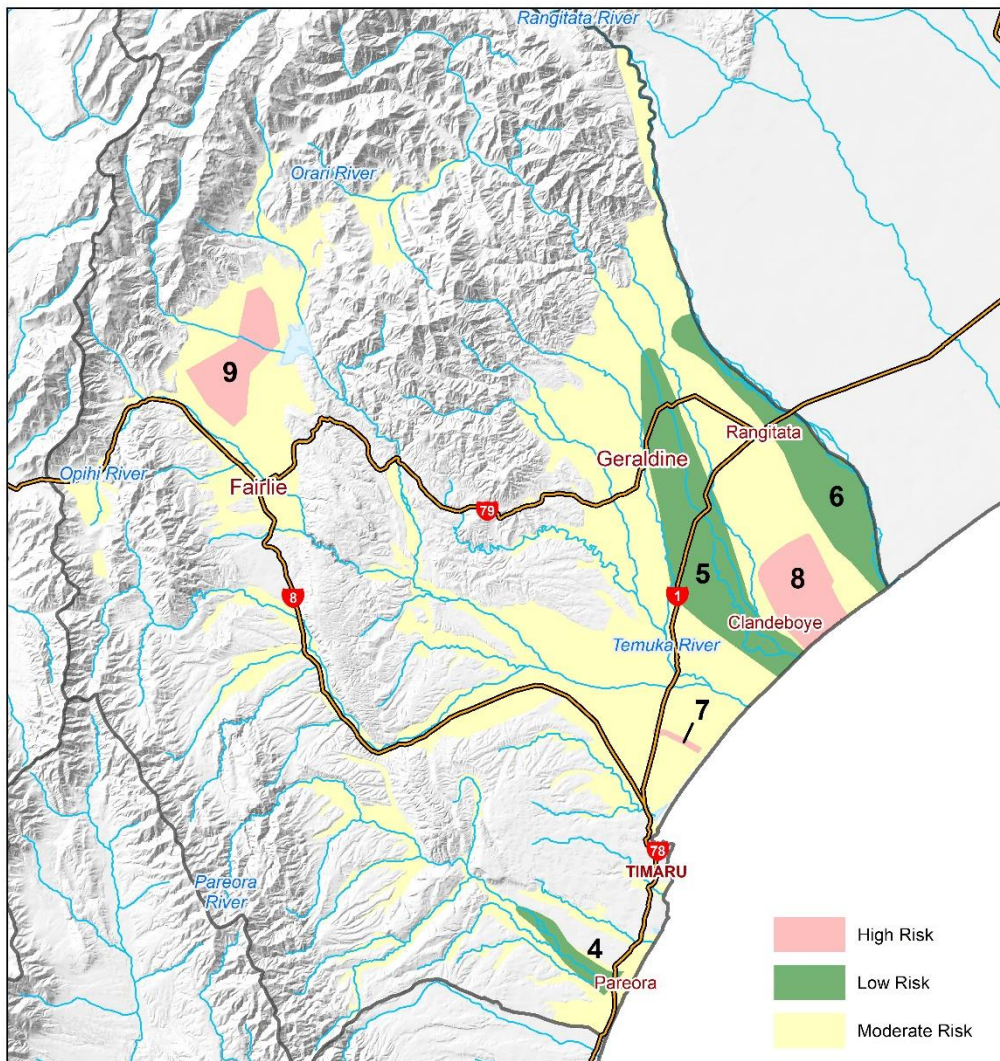 Rangitata River
Orari River
9
Rangitata
Opihi River
Geraldine
Fairlie
6
79
5
8
8
1
Clandeboye
Temuka River
7
78
TIMARU
Pareora
River
4
Pareora
High Risk
Low Risk
Moderate Risk